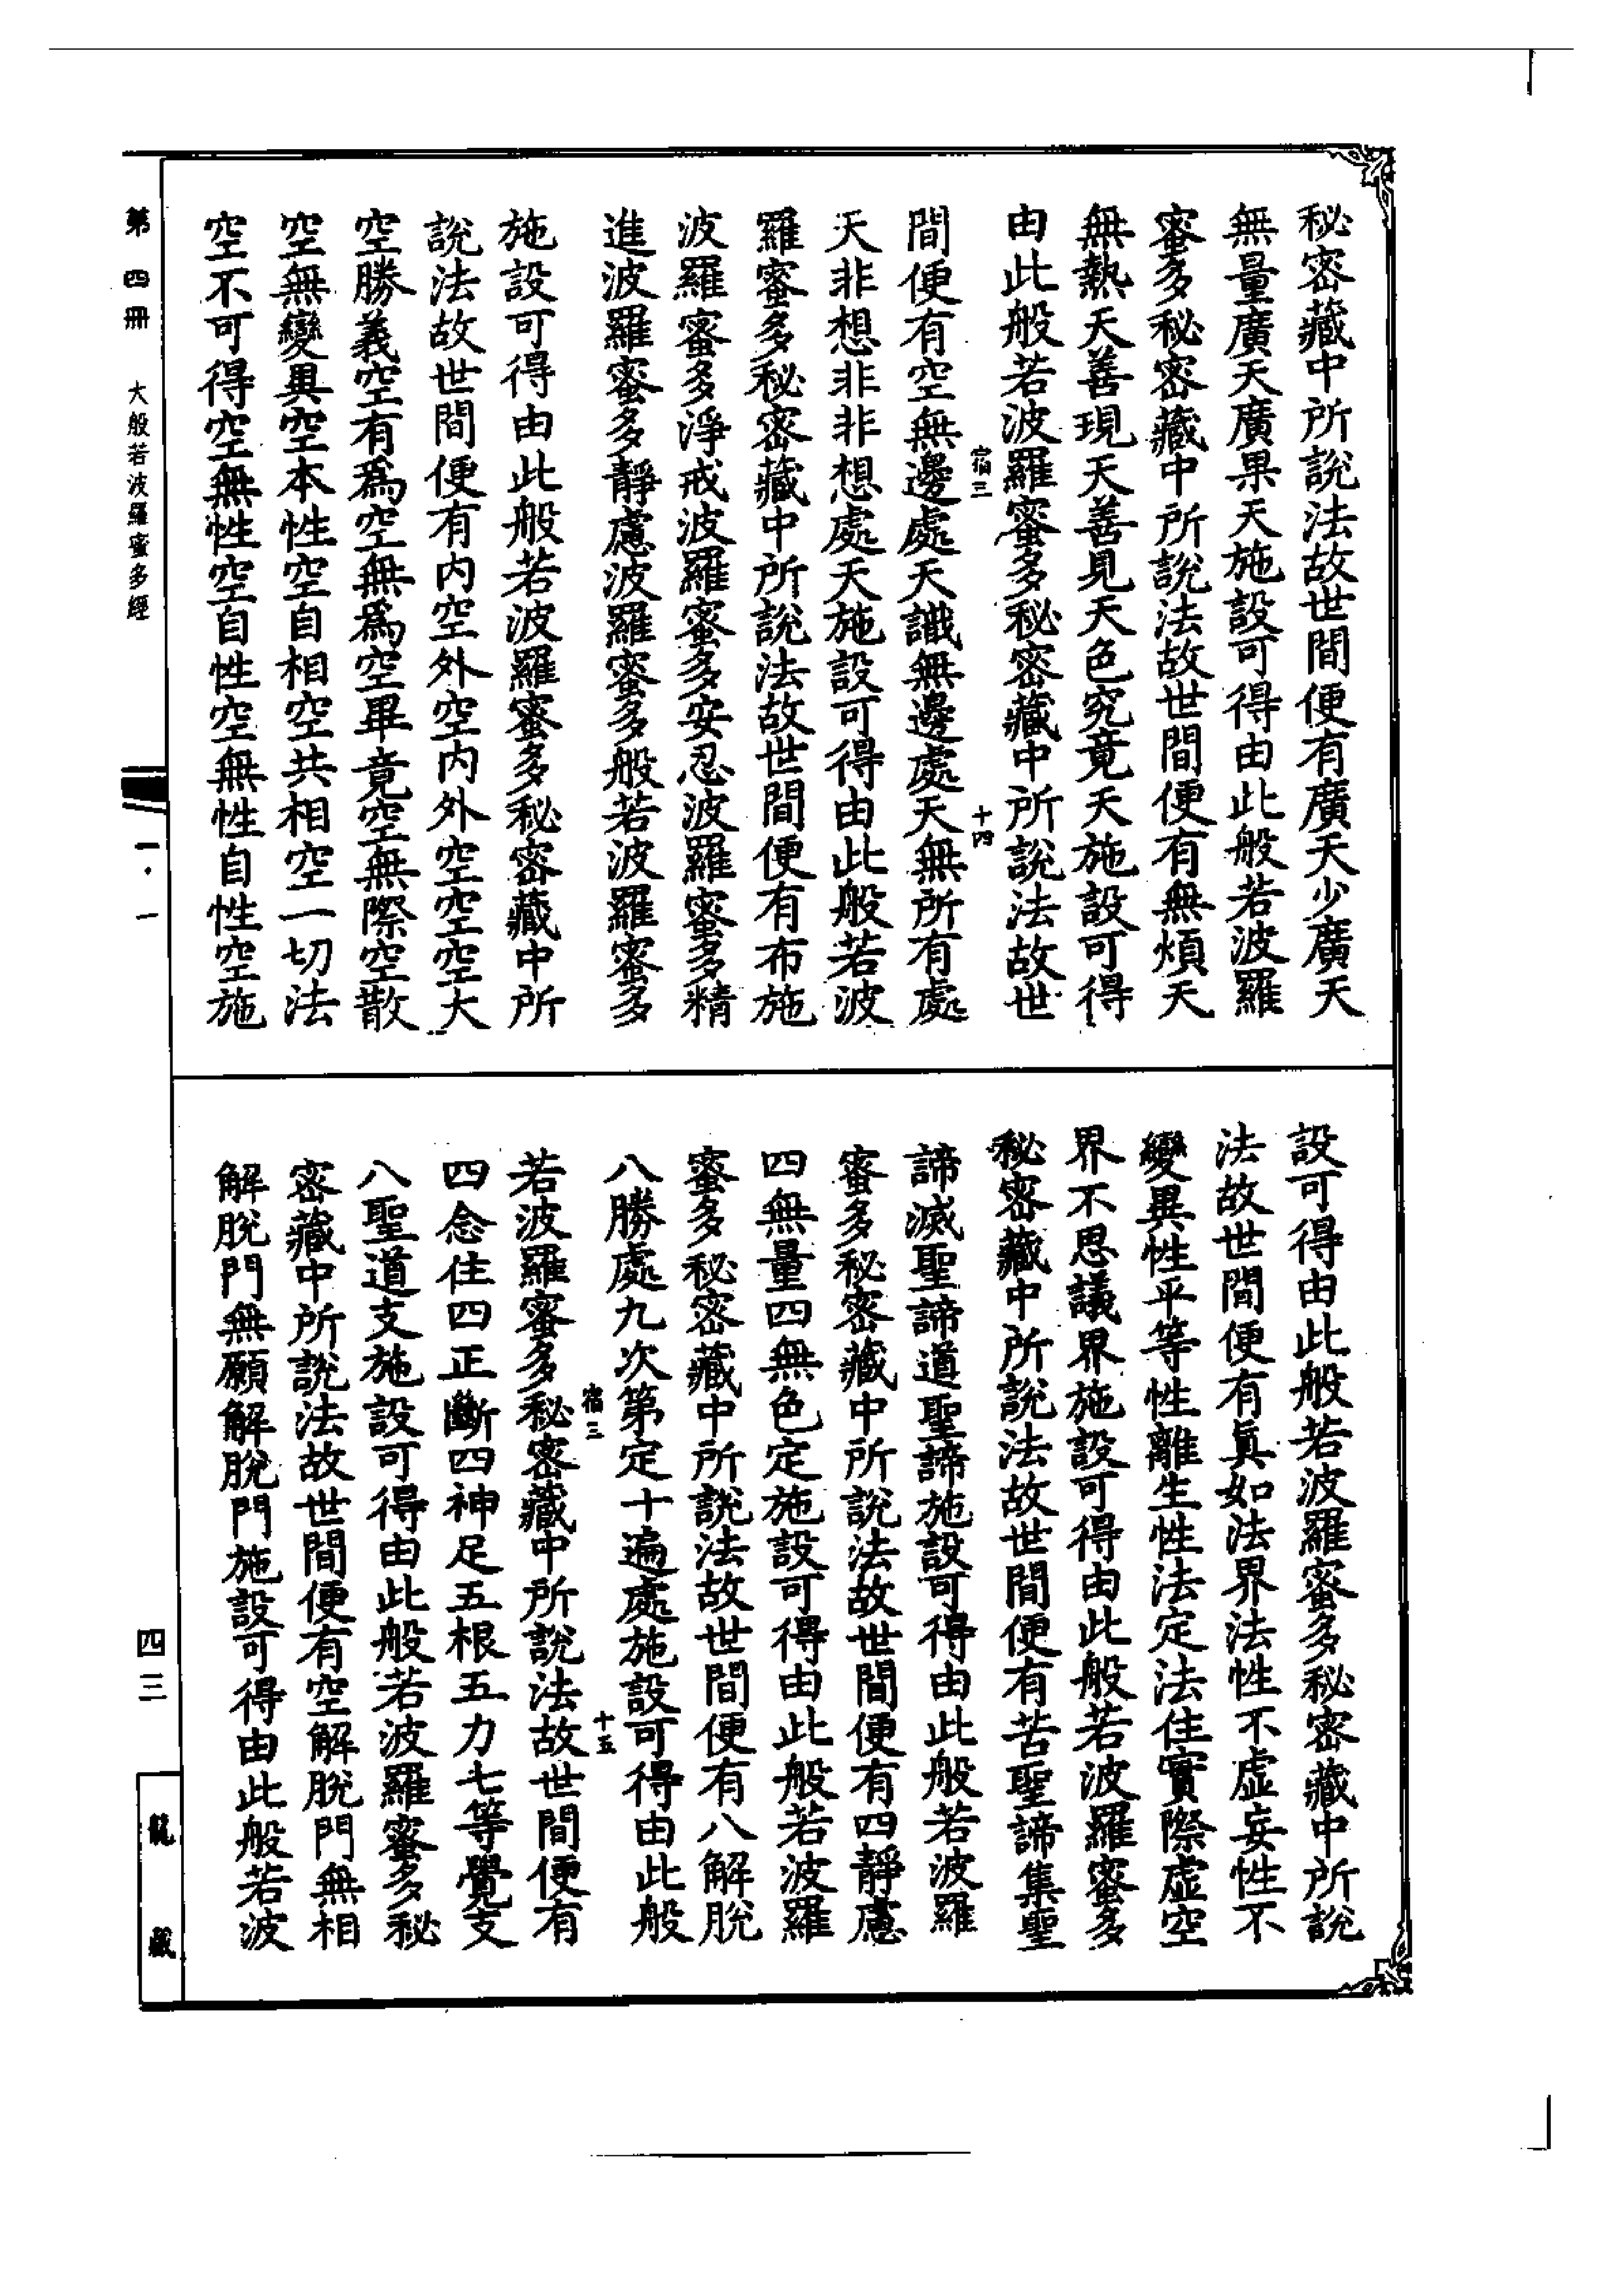 秘密藏中所說法故世間便有廣天少廣天
無量廣天廣果天施設可得由此般若波羅
蜜多秘密藏中所說法故世間便有無煩天
無熱天善現天善見天色究竟天施設可得
由此般若波羅蜜多秘密藏中所說法故世
宿三 十四
間便有空無邊處天識無邊處天無所有處
天非想非非想處天施設可得由此般若波
羅蜜多秘密藏中所說法故世間便有布施
波羅蜜多淨戒波羅蜜多安忍波羅蜜多精
進波羅蜜多靜慮波羅蜜多般若波羅蜜多
施設可得由此般若波羅蜜多秘密藏中所
說法故世間便有內空外空內外空空空大
空勝義空有爲空無爲空畢竟空無際空散
空無變異空本性空自相空共相空一切法
空不可得空無性空自性空無性自性空施
設可得由此般若波羅蜜多秘密藏中所說
法故世間便有眞如法界法性不虛妄性不
變異性平等性離生性法定法住實際虛空
界不思議界施設可得由此般若波羅蜜多
秘密藏中所說法故世間便有苦聖諦集聖
諦滅聖諦道聖諦施設可得由此般若波羅
蜜多秘密藏中所說法故世間便有四靜慮
四無量四無色定施設可得由此般若波羅
蜜多秘密藏中所說法故世間便有八解脫
八勝處九次第定十遍處施設可得由此般
宿三 十五
若波羅蜜多秘密藏中所說法故世間便有
四念住四正斷四神足五根五力七等覺支
八聖道支施設可得由此般若波羅蜜多秘
密藏中所說法故世間便有空解脫門無相
解脫門無願解脫門施設可得由此般若波
第四冊 大般若波羅蜜多經
一·一
四三
龍藏